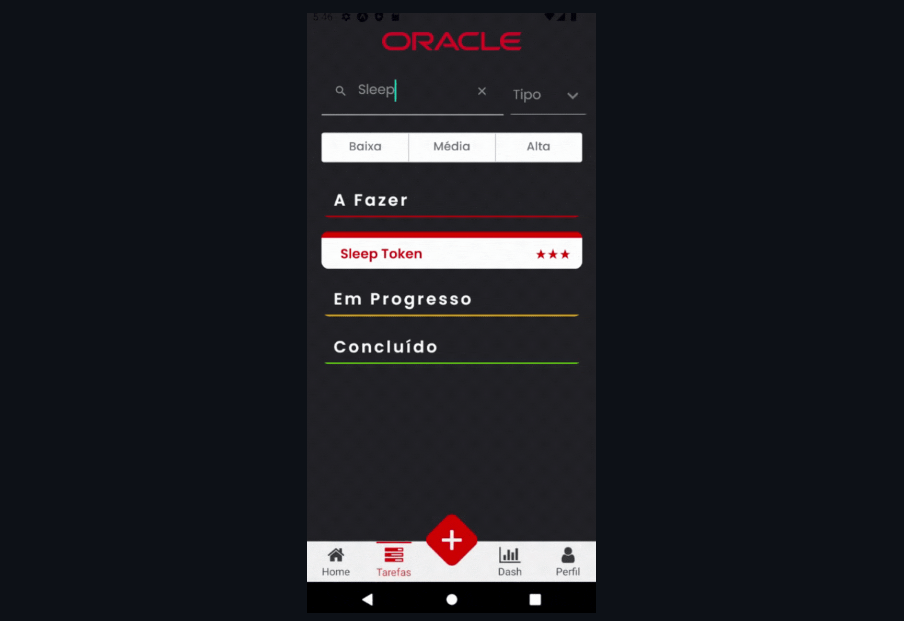 ORACLE
Sleep
Tipo
Baixa Média Alta
A Fazer
Sleep Token
Em Progresso
Concluído
Home Tarefas Dash Perfil